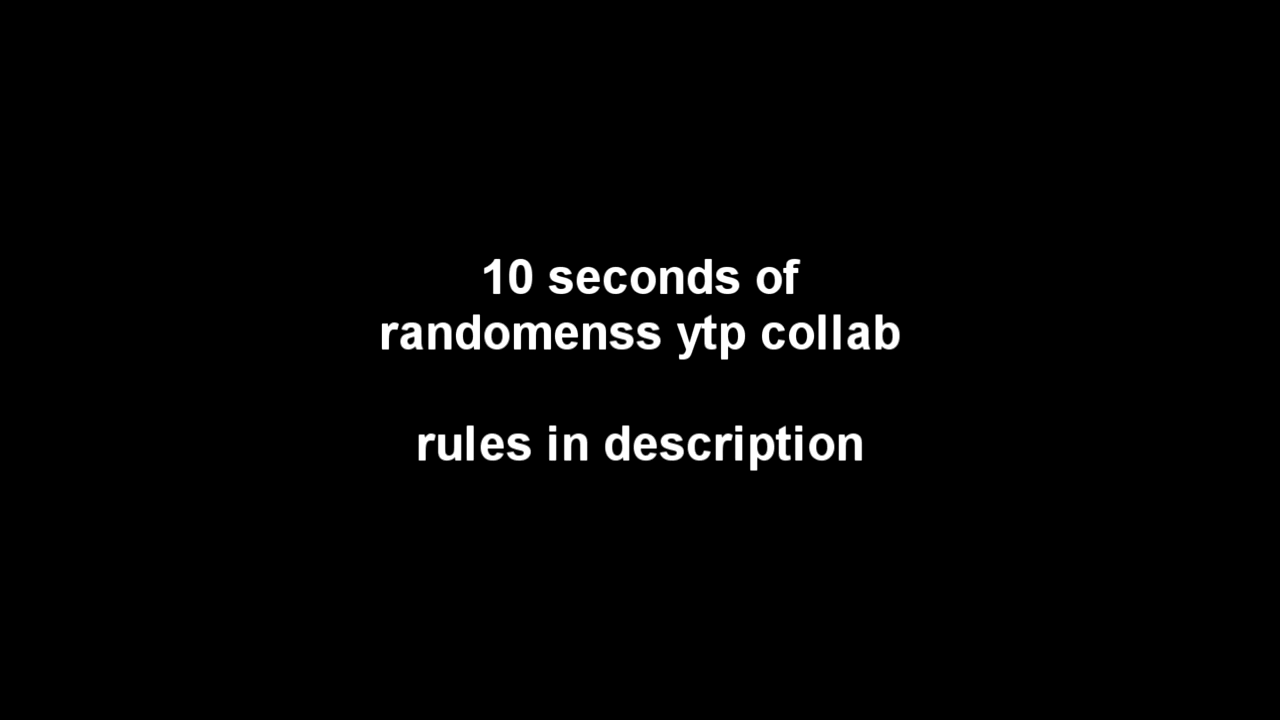 10 seconds of
randomenss ytp collab
rules in description